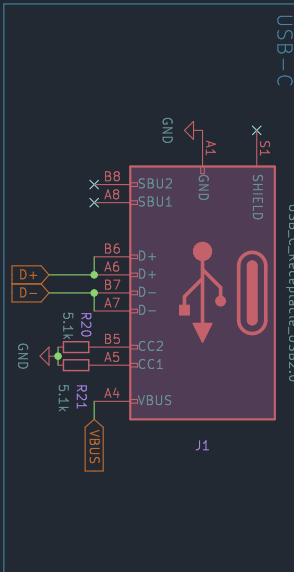 USB-C
GND
A1
S1
GND
SHIELD
B8
SBU2
A8
SBU1
B6
D+
D+
A6
D+
D-
B7
D-
A7
D-
R20
5.1k
B5
CC2
GND
A5
CC1
R21
5.1k
A4
VBUS
VBUS
J1
USB_C_Receptacle_USB2.0